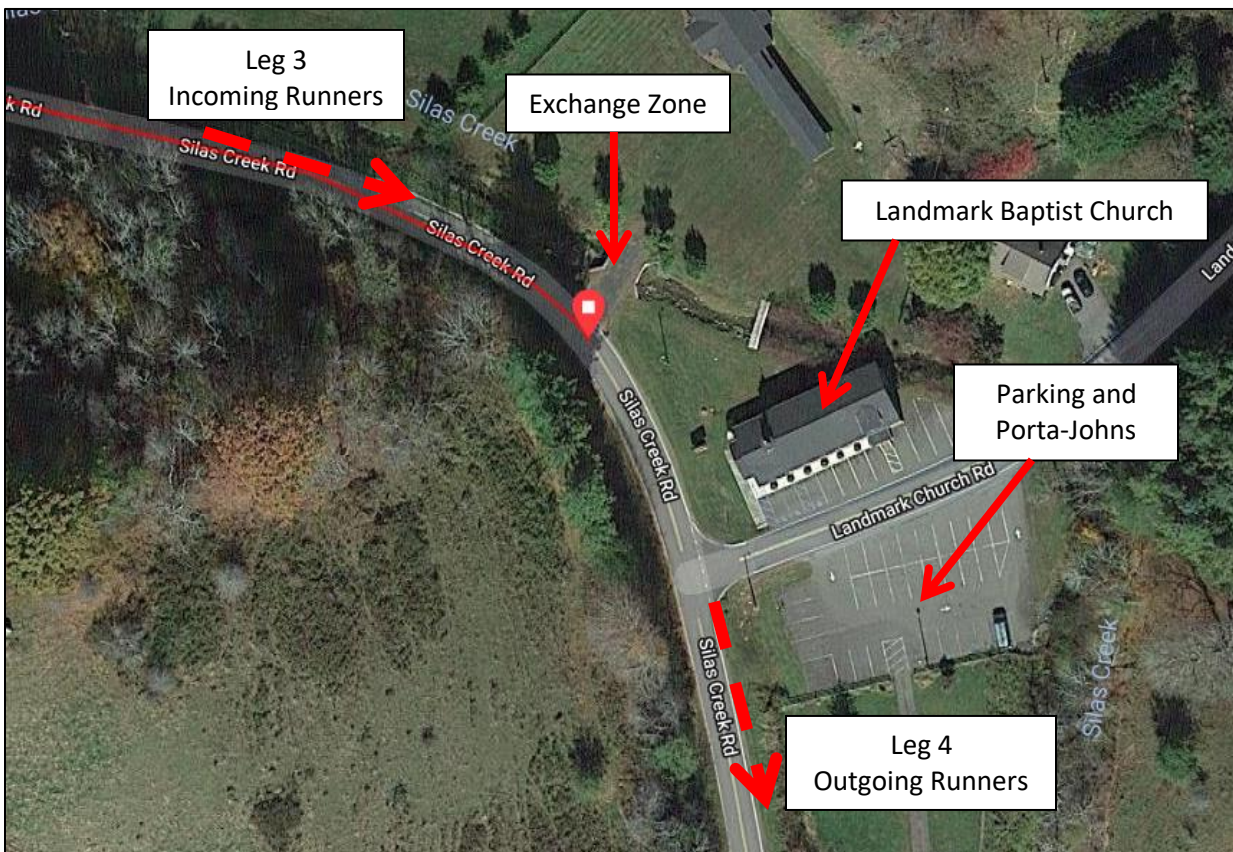 Silas Creek
Leg 3
Incoming Runners
Exchange Zone
Silas Creek
k Rd
Silas Creek Rd
Silas Creek Rd
Landmark Baptist Church
Land
Parking and
Porta-Johns
Silas Creek Rd
Landmark Church Rd
Silas Creek Rd
Silas Creek
Leg 4
Outgoing Runners